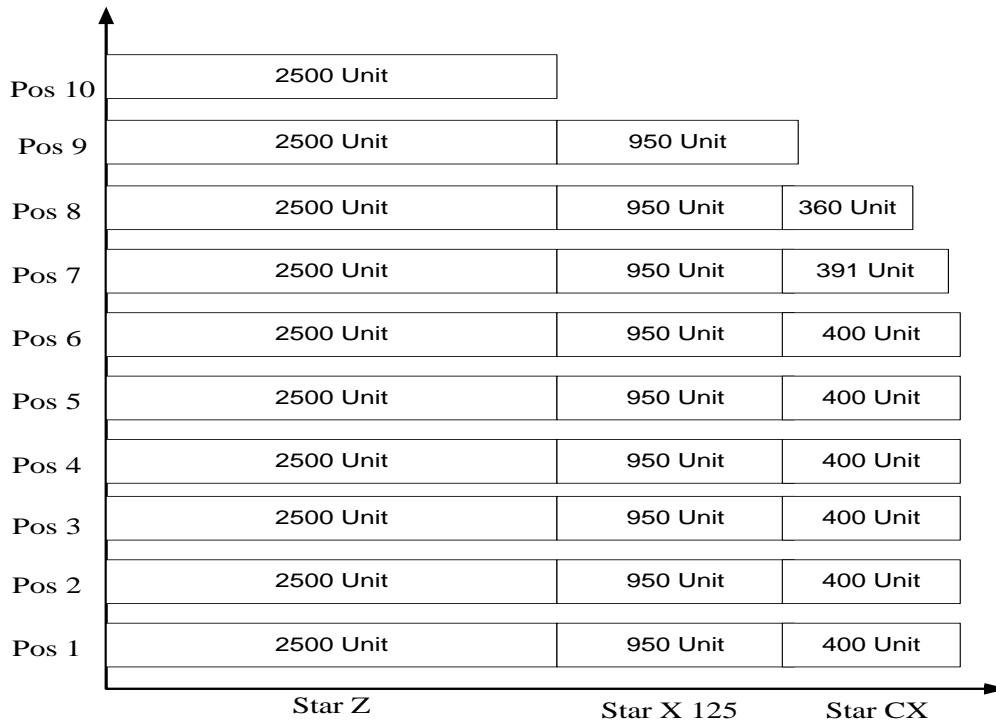 Pos 10 2500 Unit
Pos 9 2500 Unit 950 Unit
Pos 8 2500 Unit 950 Unit 360 Unit
Pos 7 2500 Unit 950 Unit 391 Unit
Pos 6 2500 Unit 950 Unit 400 Unit
Pos 5 2500 Unit 950 Unit 400 Unit
Pos 4 2500 Unit 950 Unit 400 Unit
Pos 3 2500 Unit 950 Unit 400 Unit
Pos 2 2500 Unit 950 Unit 400 Unit
Pos 1 2500 Unit 950 Unit 400 Unit
Star Z Star X 125 Star CX